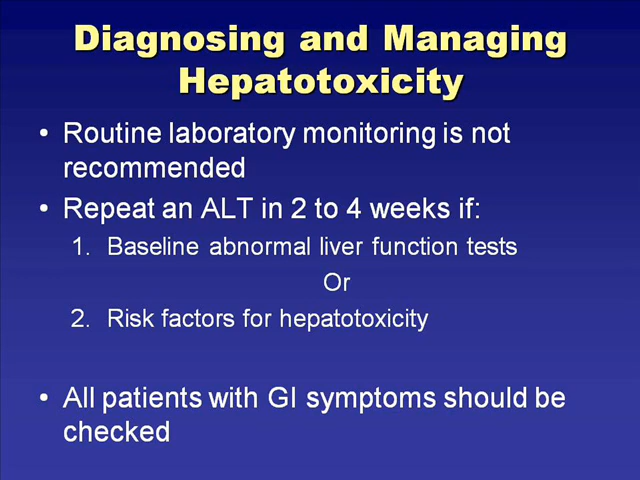 Diagnosing and Managing
Hepatotoxicity
• Routine laboratory monitoring is not
recommended
• Repeat an ALT in 2 to 4 weeks if:
1. Baseline abnormal liver function tests
Or
2. Risk factors for hepatotoxicity
• All patients with GI symptoms should be
checked